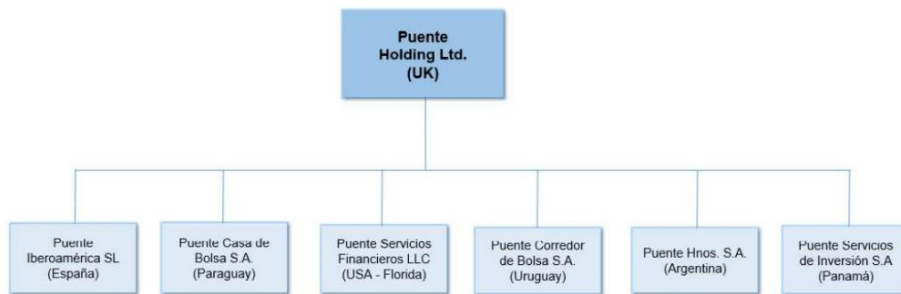 Puente
Holding Ltd.
(UK)
Puente
Iberoamérica SL
(España)
Puente Casa de
Bolsa S.A.
(Paraguay)
Puente Servicios
Financieros LLC
(USA - Florida)
Puente Corredor
de Bolsa S.A.
(Uruguay)
Puente Hnos. S.A.
(Argentina)
Puente Servicios
de Inversión S.A
(Panamá)